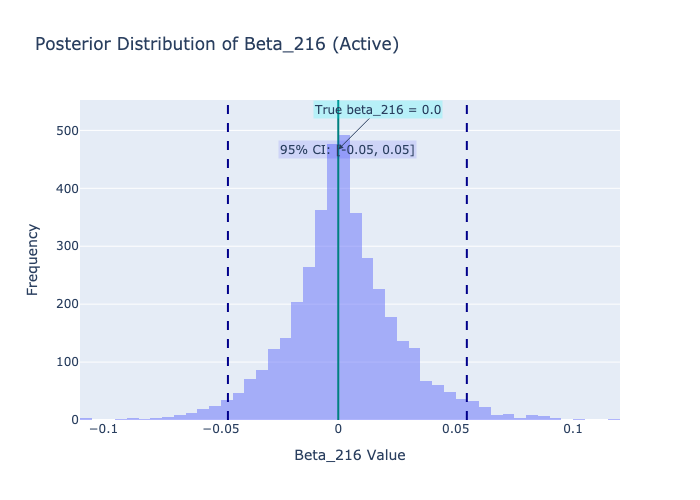 Posterior Distribution of Beta_216 (Active)
True beta_216 = 0.0
95% CI: [-0.05, 0.05]
500
400
300
200
100
0
Frequency
−0.1
−0.05
0
0.05
0.1
Beta_216 Value